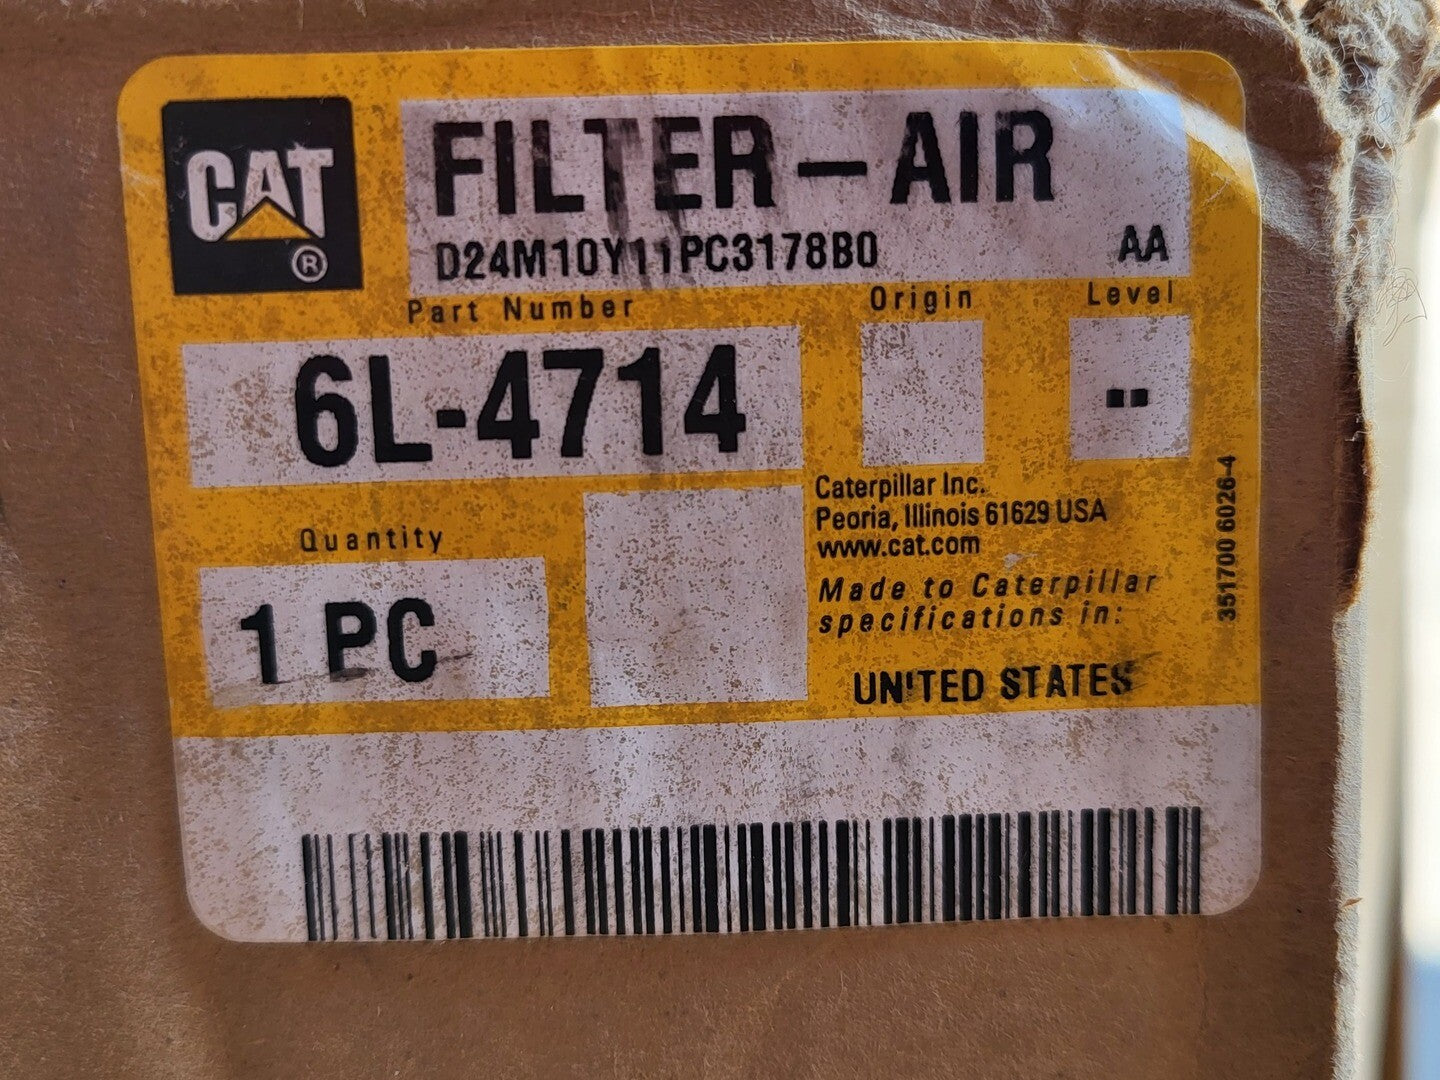 CAT
®
FILTER-AIR
D24M10Y11PC3178B0 AA
Part Number Origin Level
6L-4714 --
Quantity
1 PC
Caterpillar Inc.
Peoria, Illinois 61629 USA
www.cat.com
Made to Caterpillar
specifications in:
UNITED STATES
351700 6026-4